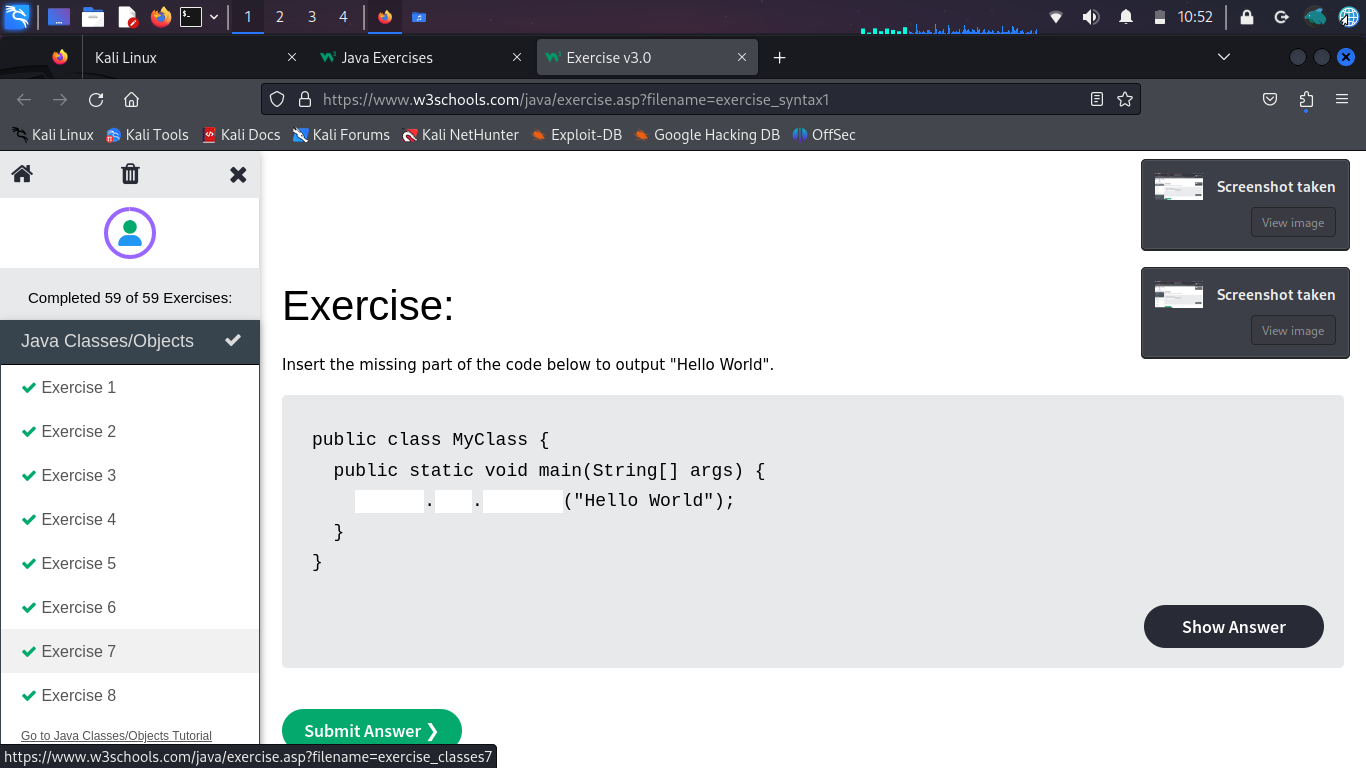 1 2 3 4 10:52
Kali Linux Java Exercises Exercise v3.0
https://www.w3schools.com/java/exercise.asp?filename=exercise_syntax1
Kali Linux Kali Tools Kali Docs Kali Forums Kali NetHunter Exploit-DB Google Hacking DB OffSec
Screenshot taken
View image
Screenshot taken
View image
Completed 59 of 59 Exercises:
Java Classes/Objects
Exercise 1
Exercise 2
Exercise 3
Exercise 4
Exercise 5
Exercise 6
Exercise 7
Exercise 8
Go to Java Classes/Objects Tutorial
Exercise:
Insert the missing part of the code below to output "Hello World".
public class MyClass {
public static void main(String[] args) {
. . ("Hello World");
}
}
Show Answer
Submit Answer ❯
https://www.w3schools.com/java/exercise.asp?filename=exercise_classes7